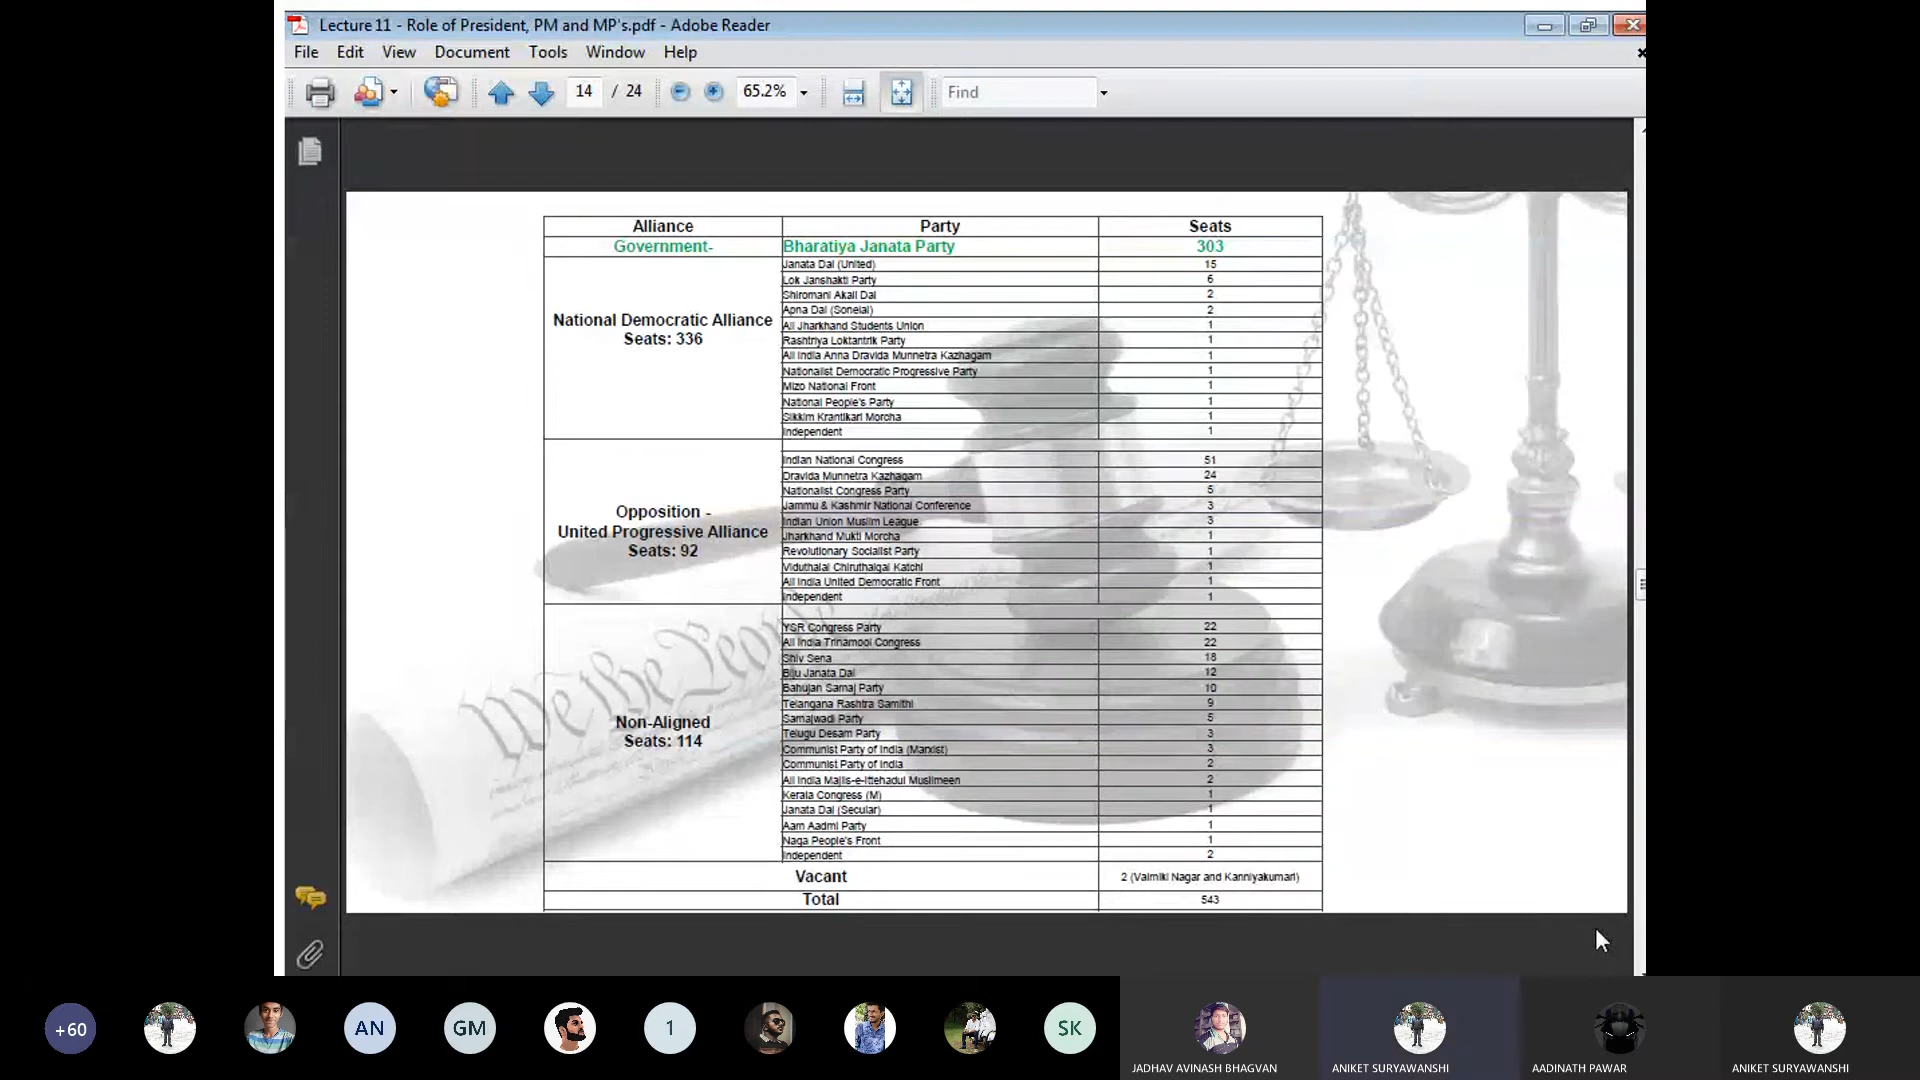 Lecture 11 - Role of President, PM and MP's.pdf - Adobe Reader
File Edit View Document Tools Window Help
14 / 24 65.2% Find
Alliance Party Seats
Government- Bharatiya Janata Party 303
National Democratic Alliance
Seats: 336
Janata Dal (United) 15
Lok Janshakti Party 6
Shiromani Akali Dal 2
Apna Dal (Sonelal) 2
All Jharkhand Students Union 1
Rashtriya Loktantrik Party 1
All India Anna Dravida Munnetra Kazhagam 1
Nationalist Democratic Progressive Party 1
Mizo National Front 1
National People's Party 1
Sikkim Krantikari Morcha 1
Independent 1
Opposition -
United Progressive Alliance
Seats: 92
Indian National Congress 51
Dravida Munnetra Kazhagam 24
Nationalist Congress Party 5
Jammu & Kashmir National Conference 3
Indian Union Muslim League 3
Jharkhand Mukti Morcha 1
Revolutionary Socialist Party 1
Viduthalai Chiruthaigal Katchi 1
All India United Democratic Front 1
Independent 1
Non-Aligned
Seats: 114
YSR Congress Party 22
All India Trinamool Congress 22
Shiv Sena 18
Biju Janata Dal 12
Bahujan Samaj Party 10
Telangana Rashtra Samithi 9
Samajwadi Party 5
Telugu Desam Party 3
Communist Party of India (Marxist) 3
Communist Party of India 2
All India Majlis-e-Ittehadul Muslimeen 2
Kerala Congress (M) 1
Janata Dal (Secular) 1
Aam Aadmi Party 1
Naga People's Front 1
Independent 2
Vacant 2 (Valmiki Nagar and Kanniyakumari)
Total 543
We the People
+60 AN GM 1 SK
JADHAV AVINASH BHAGVAN ANIKET SURYAWANSHI AADINATH PAWAR ANIKET SURYAWANSHI